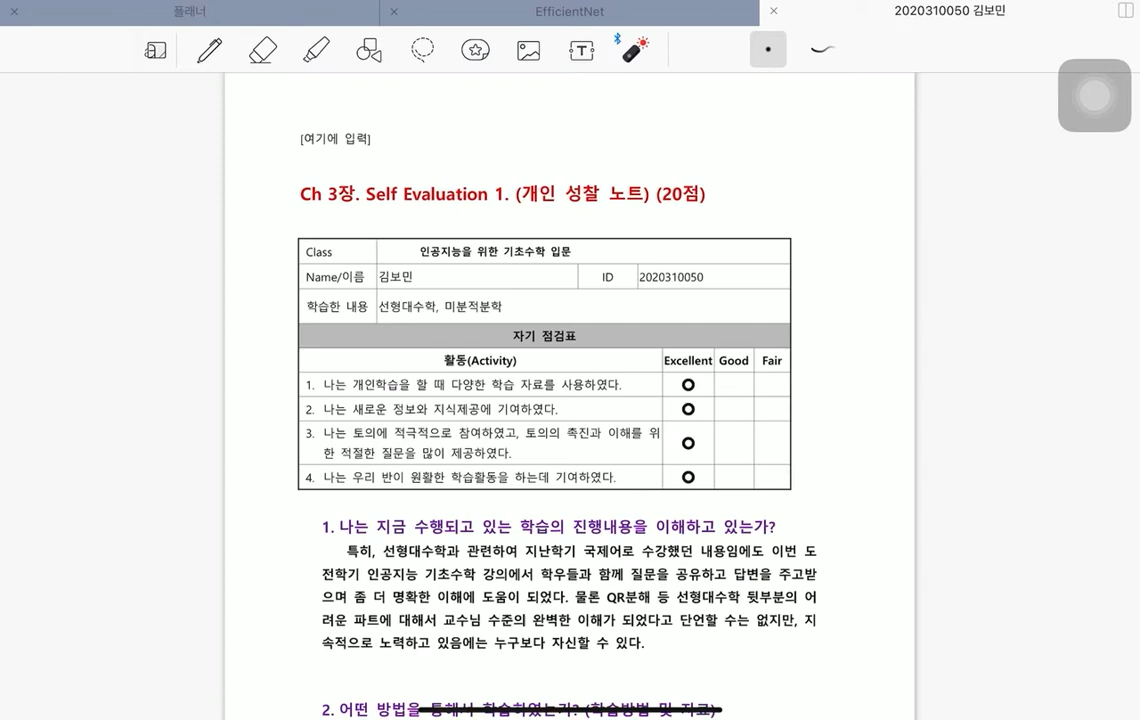 플래너
EfficientNet
2020310050 김보민
[여기에 입력]
Ch 3장. Self Evaluation 1. (개인 성찰 노트) (20점)
Class 인공지능을 위한 기초수학 입문
Name/이름 김보민 ID 2020310050
학습한 내용 선형대수학, 미분적분학
자기 점검표
활동(Activity) Excellent Good Fair
1. 나는 개인학습을 할 때 다양한 학습 자료를 사용하였다.
2. 나는 새로운 정보와 지식제공에 기여하였다.
3. 나는 토의에 적극적으로 참여하였고, 토의의 촉진과 이해를 위
한 적절한 질문을 많이 제공하였다.
4. 나는 우리 반이 원활한 학습활동을 하는데 기여하였다.
1. 나는 지금 수행되고 있는 학습의 진행내용을 이해하고 있는가?
특히, 선형대수학과 관련하여 지난학기 국제어로 수강했던 내용임에도 이번 도
전학기 인공지능 기초수학 강의에서 학우들과 함께 질문을 공유하고 답변을 주고받
으며 좀 더 명확한 이해에 도움이 되었다. 물론 QR분해 등 선형대수학 뒷부분의 어
려운 파트에 대해서 교수님 수준의 완벽한 이해가 되었다고 단언할 수는 없지만, 지
속적으로 노력하고 있음에는 누구보다 자신할 수 있다.
2. 어떤 방법을 통해서 학습하였는가? (학습방법 및 자료)